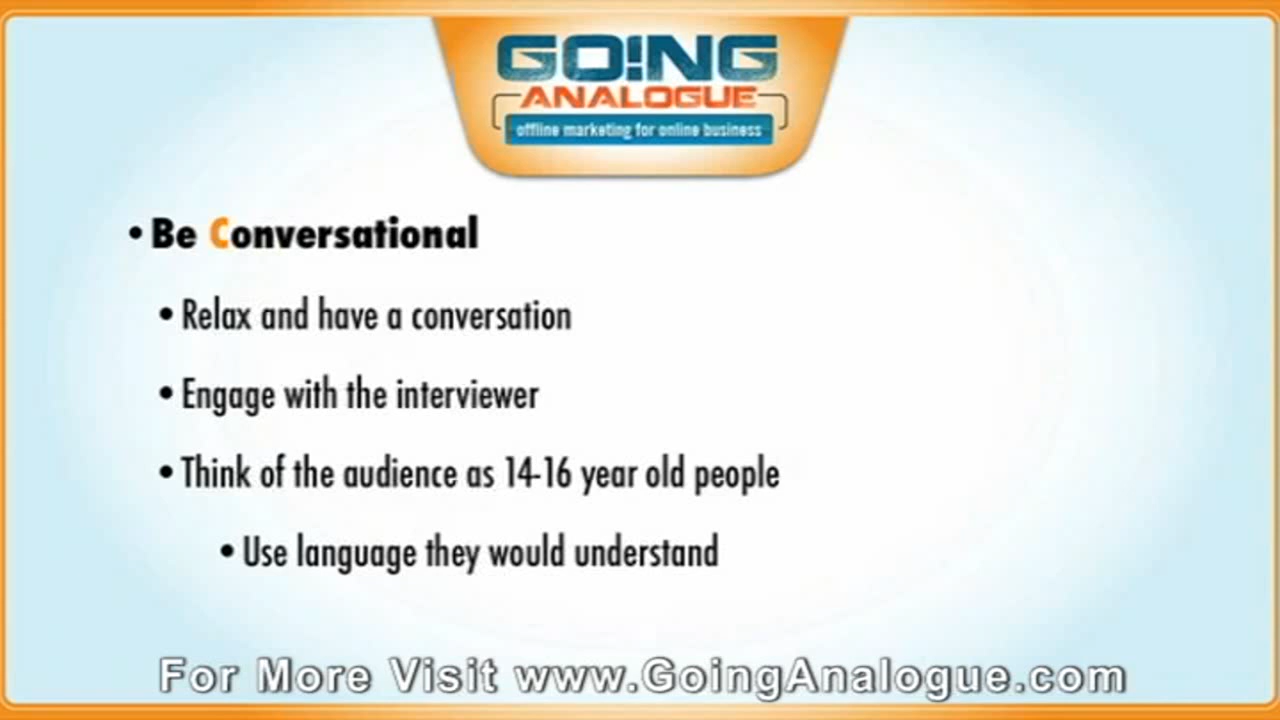 GO!NG
ANALOGUE
offline marketing for online business
• Be Conversational
• Relax and have a conversation
• Engage with the interviewer
• Think of the audience as 14-16 year old people
• Use language they would understand
For More Visit www.GoingAnalogue.com